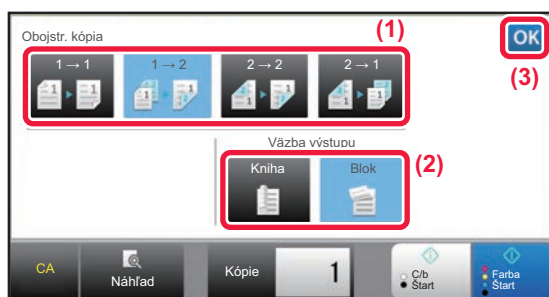 Obojstr. kópia
(1)
OK
(3)
1 → 1
1 → 2
2 → 2
2 → 1
Väzba výstupu
Kniha
Blok
(2)
CA
Náhľad
Kópie
1
C/b
Štart
Farba
Štart